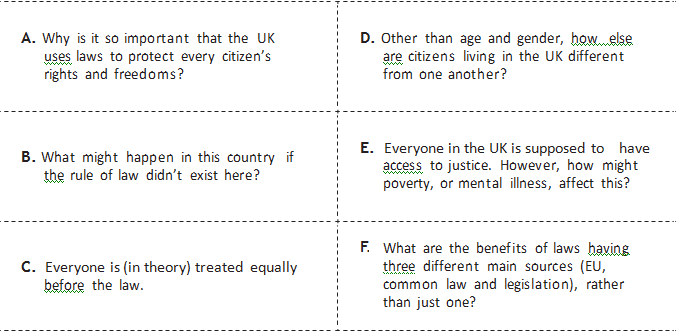 A. Why is it so important that the UK
uses laws to protect every citizen's
rights and freedoms?
B. What might happen in this country if
the rule of law didn't exist here?
C. Everyone is (in theory) treated equally
before the law.
D. Other than age and gender, how else
are citizens living in the UK different
from one another?
E. Everyone in the UK is supposed to have
access to justice. However, how might
poverty, or mental illness, affect this?
F. What are the benefits of laws having
three different main sources (EU,
common law and legislation), rather
than just one?